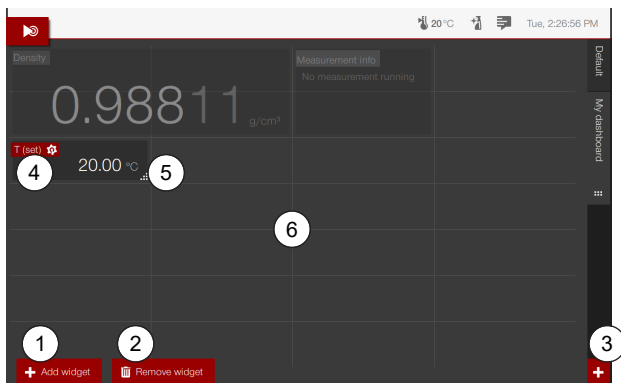 20 °C
Tue, 2:26:56 PM
Density
0.98811 g/cm³
Measurement info
No measurement running
Default
My dashboard
T (set)
20.00 °C
4
5
6
1
2
3
Add widget
Remove widget